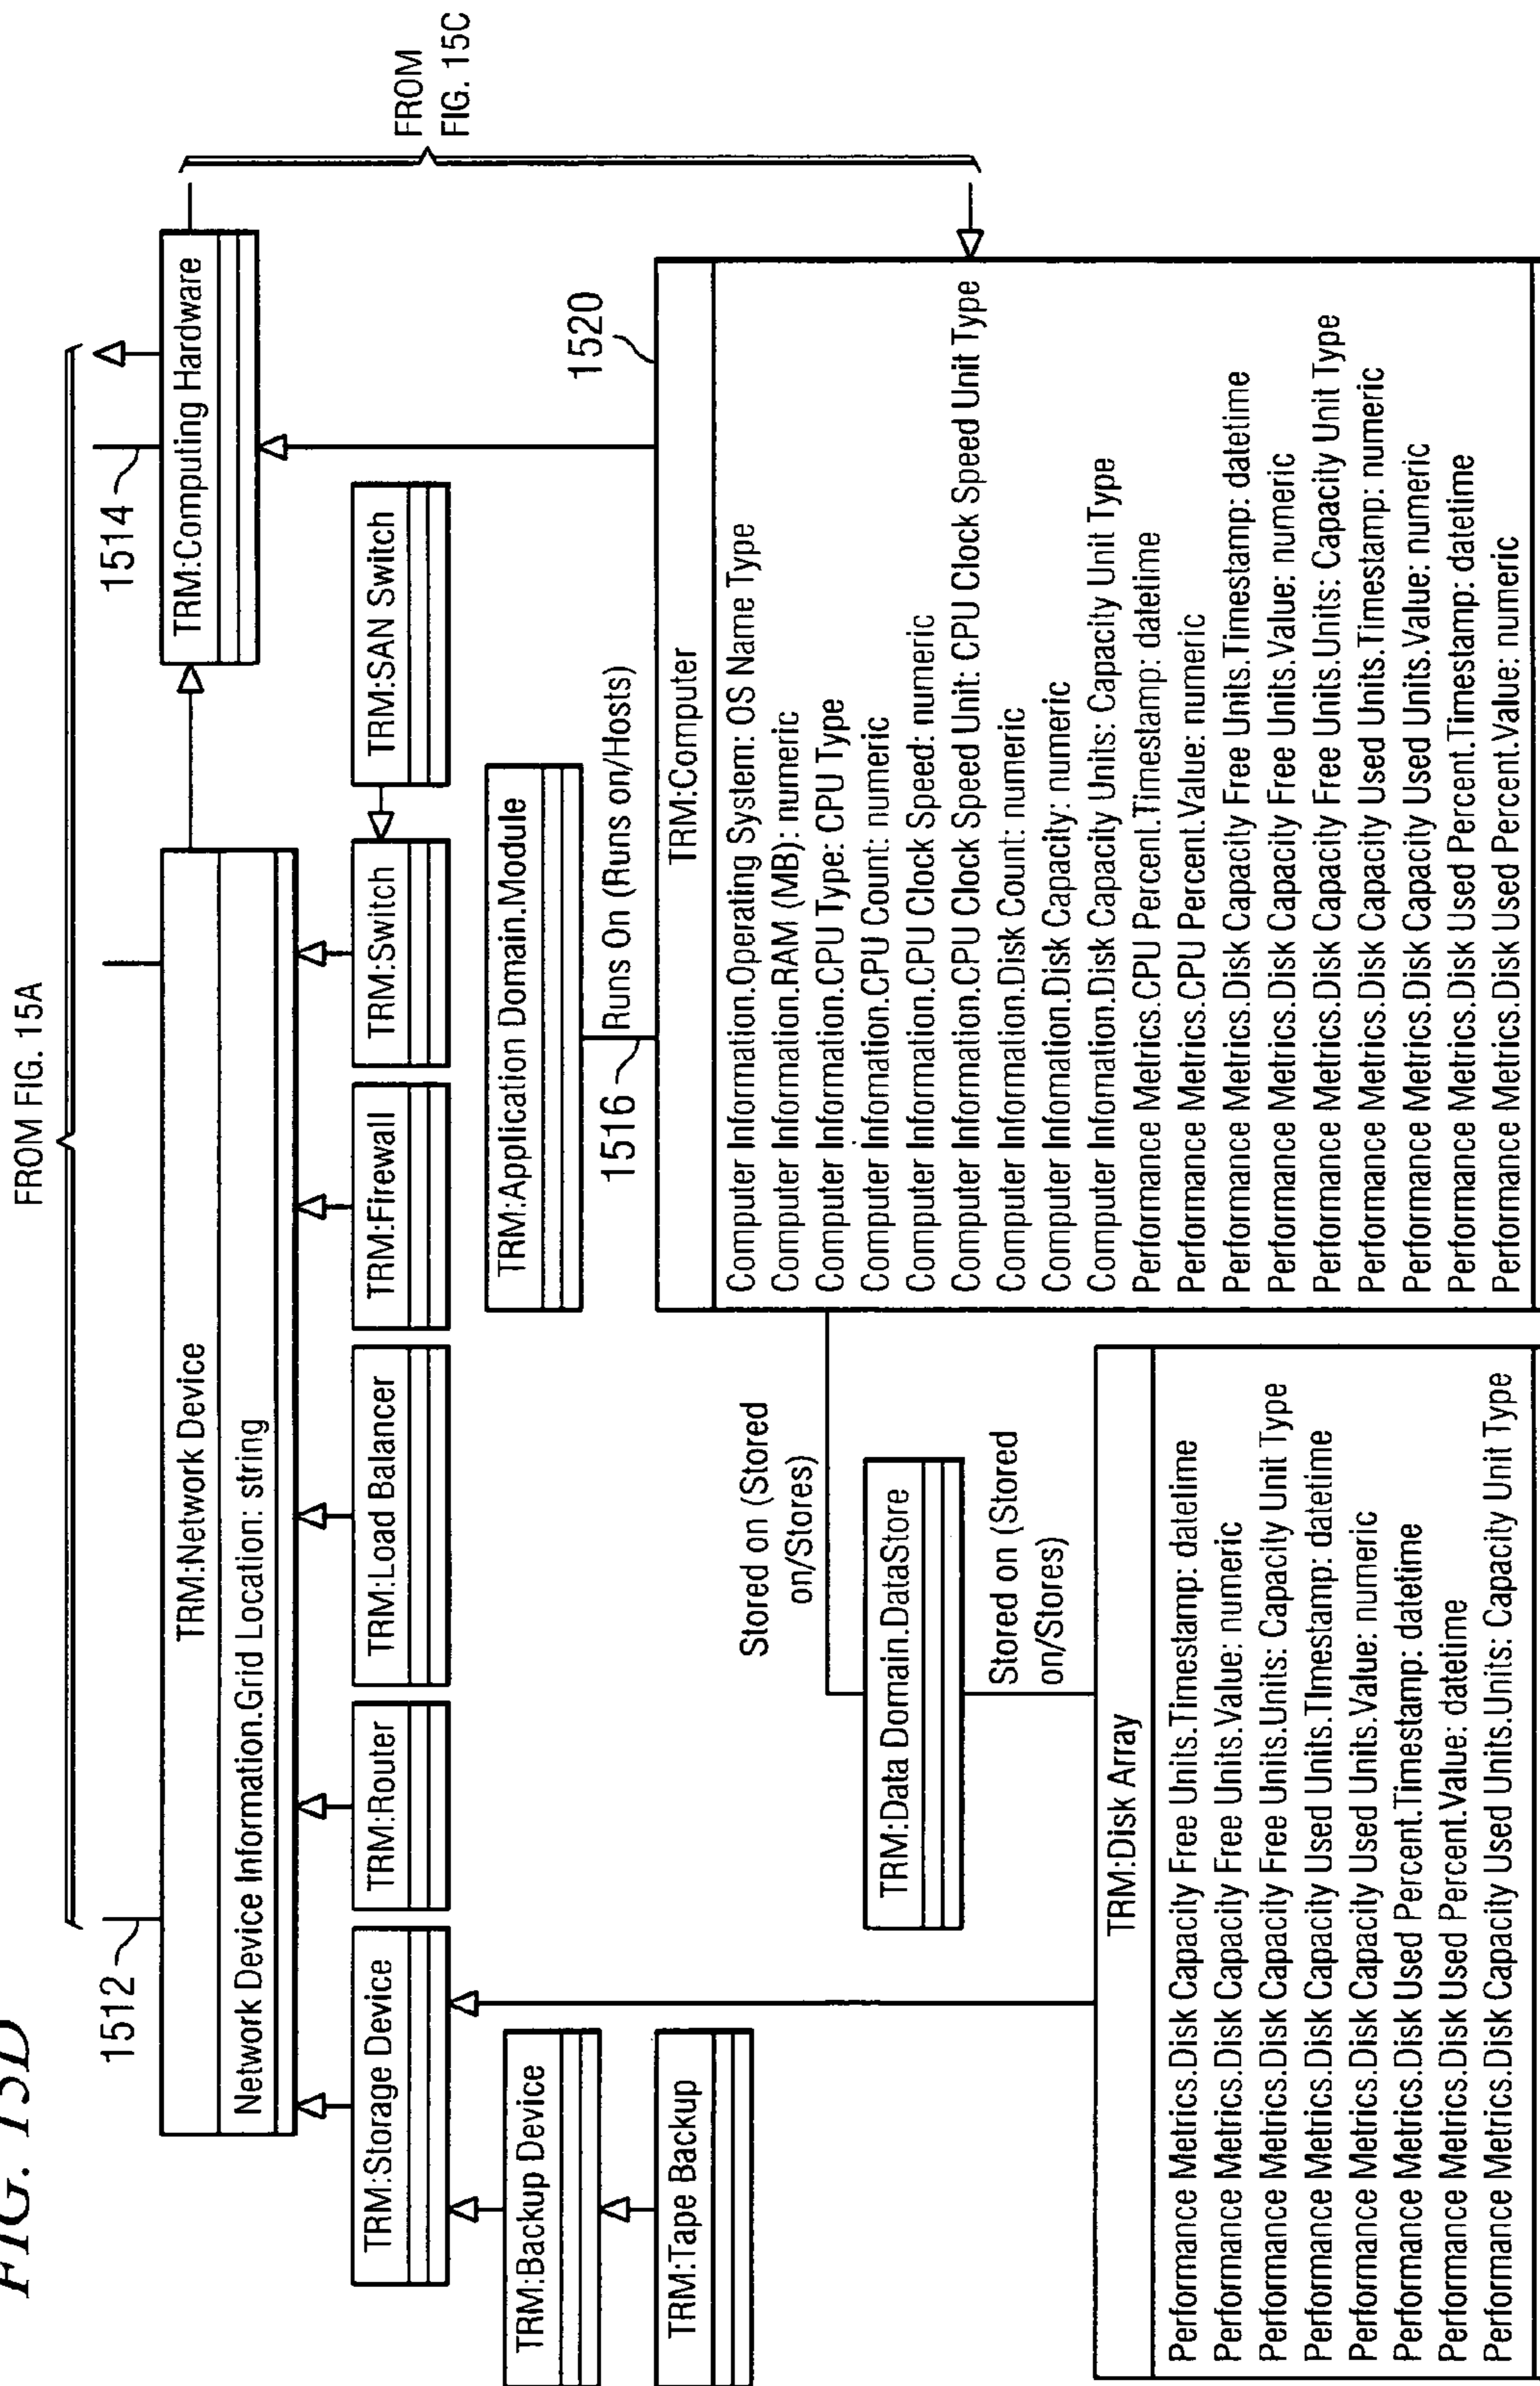 FIG. 15D
FROM FIG. 15A
1512
1514
FROM
FIG. 15C
TRM:Network Device
Network Device Information.Grid Location: string
TRM:Computing Hardware
TRM:Storage Device
TRM:Router
TRM:Load Balancer
TRM:Firewall
TRM:Switch
TRM:SAN Switch
TRM:Backup Device
TRM:Tape Backup
TRM:Application Domain.Module
1516
Runs On (Runs on/Hosts)
1520
TRM:Computer
Computer Information.Operating System: OS Name Type
Computer Information.RAM (MB): numeric
Computer Information.CPU Type: CPU Type
Computer Information.CPU Count: numeric
Computer Information.CPU Clock Speed: numeric
Computer Information.CPU Clock Speed Unit: CPU Clock Speed Unit Type
Computer Information.Disk Count: numeric
Computer Information.Disk Capacity: numeric
Computer Information.Disk Capacity Units: Capacity Unit Type
Performance Metrics.CPU Percent.Timestamp: datetime
Performance Metrics.CPU Percent.Value: numeric
Performance Metrics.Disk Capacity Free Units.Timestamp: datetime
Performance Metrics.Disk Capacity Free Units.Value: numeric
Performance Metrics.Disk Capacity Free Units.Units: Capacity Unit Type
Performance Metrics.Disk Capacity Used Units.Timestamp: numeric
Performance Metrics.Disk Capacity Used Units.Value: numeric
Performance Metrics.Disk Used Percent.Timestamp: datetime
Performance Metrics.Disk Used Percent.Value: numeric
Stored on (Stored
on/Stores)
TRM:Data Domain.DataStore
Stored on (Stored
on/Stores)
TRM:Disk Array
Performance Metrics.Disk Capacity Free Units.Timestamp: datetime
Performance Metrics.Disk Capacity Free Units.Value: numeric
Performance Metrics.Disk Capacity Free Units.Units: Capacity Unit Type
Performance Metrics.Disk Capacity Used Units.TImestamp: datetime
Performance Metrics.Disk Capacity Used Units.Value: numeric
Performance Metrics.Disk Used Percent.Timestamp: datetime
Performance Metrics.Disk Used Percent.Value: datetime
Performance Metrics.Disk Capacity Used Units.Units: Capacity Unit Type